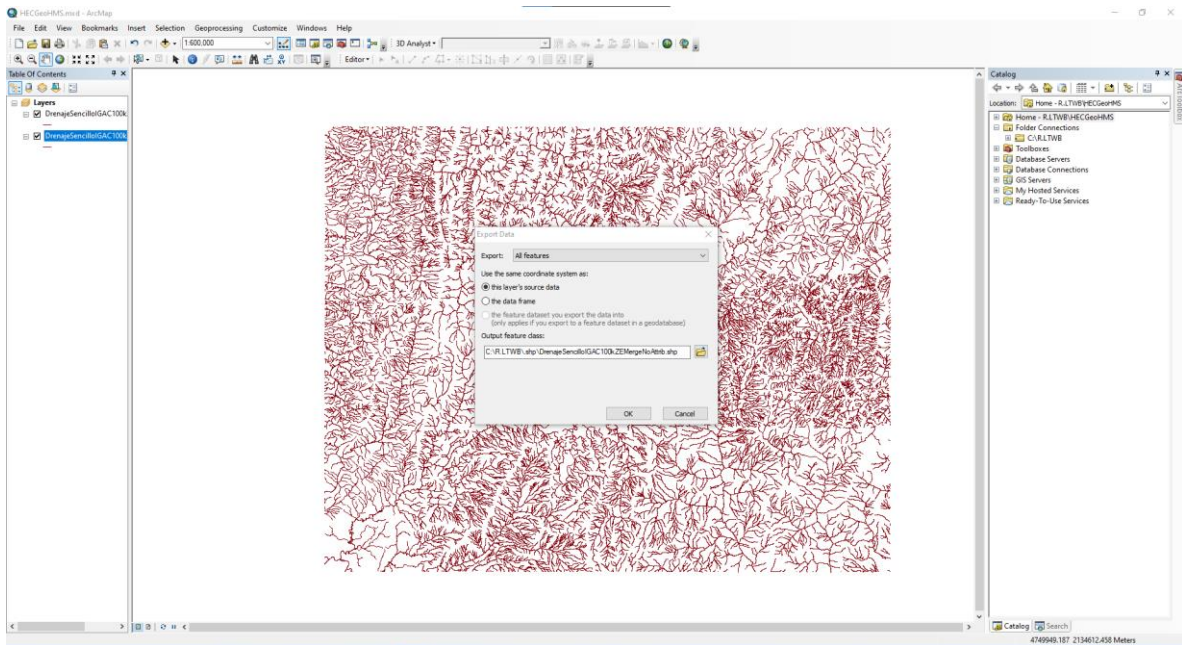 HECGeoHMS.mxd - ArcMap
File Edit View Bookmarks Insert Selection Geoprocessing Customize Windows Help
1:600,000
3D Analyst
Editor
Table Of Contents
Layers
DrenajeSencilloIGAC100k
DrenajeSencilloIGAC100k
Export Data
Export: All features
Use the same coordinate system as:
this layer's source data
the data frame
the feature dataset you export the data into
(only applies if you export to a feature dataset in a geodatabase)
Output feature class:
C:\R.LTWB\.shp\DrenajeSencilloIGAC100kZEMergeNoAttrib.shp
OK Cancel
Catalog
Location: Home - R.LTWB\HECGeoHMS
Home - R.LTWB\HECGeoHMS
Folder Connections
C:\R.LTWB
Toolboxes
Database Servers
Database Connections
GIS Servers
My Hosted Services
Ready-To-Use Services
ArcToolbox
Catalog Search
4749949.187 2134612.458 Meters